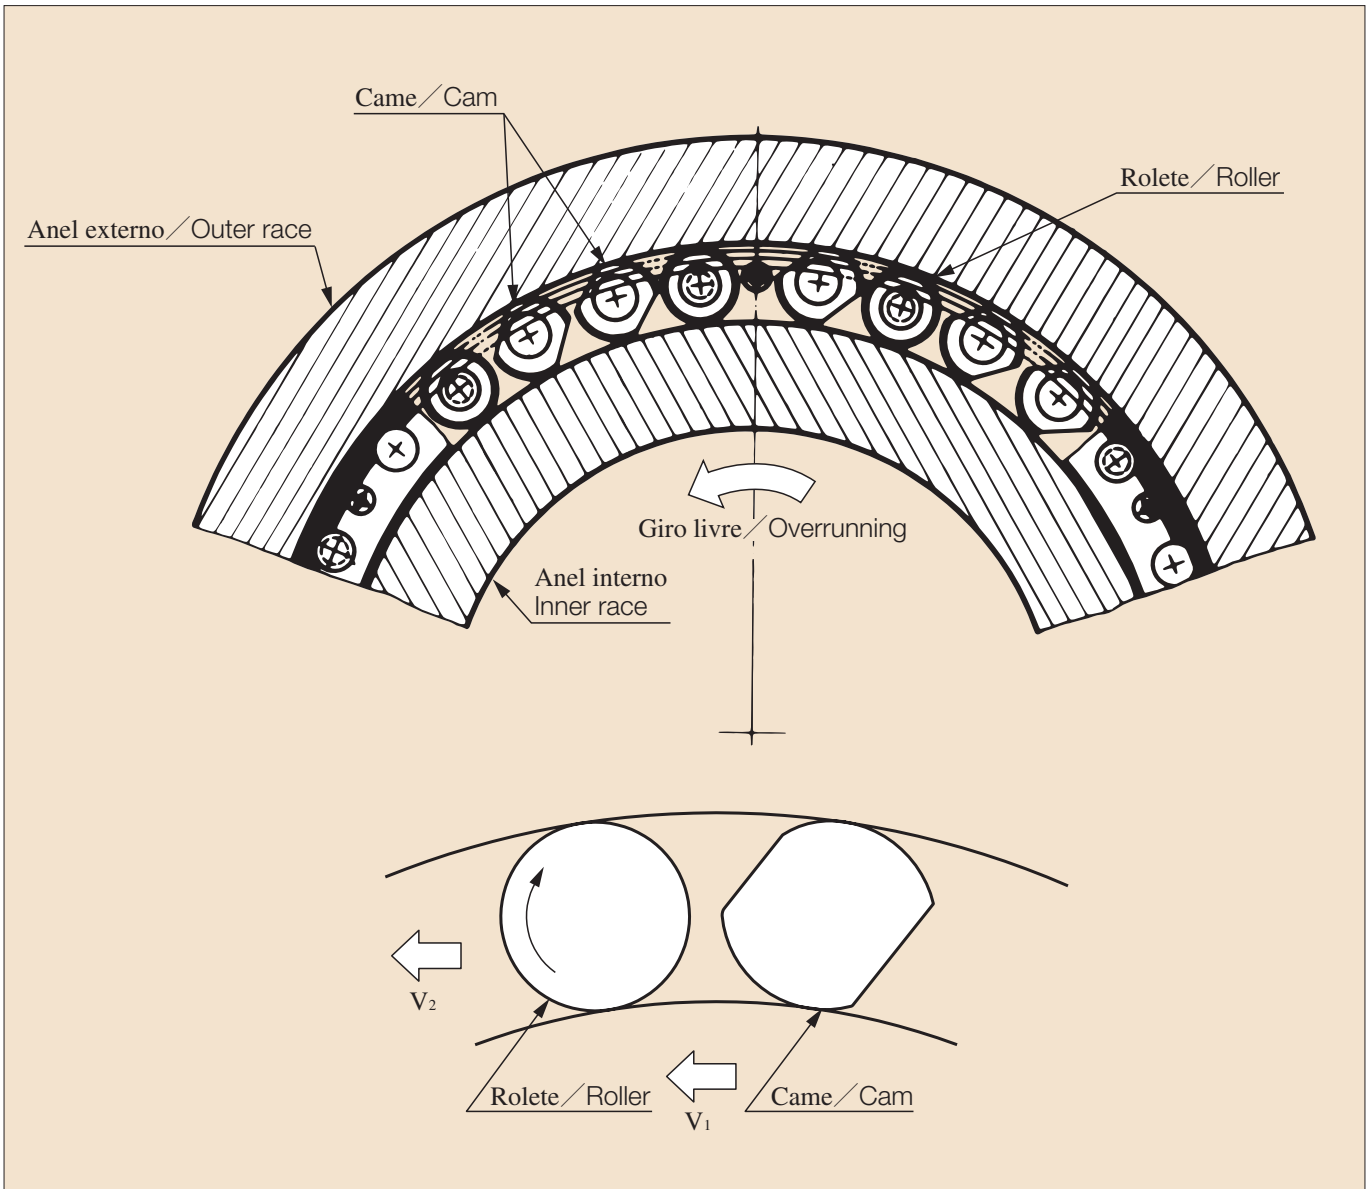 Came／Cam
Rolete／Roller
Anel externo／Outer race
Giro livre／Overrunning
Anel interno
Inner race
V₂
Rolete／Roller
V₁
Came／Cam